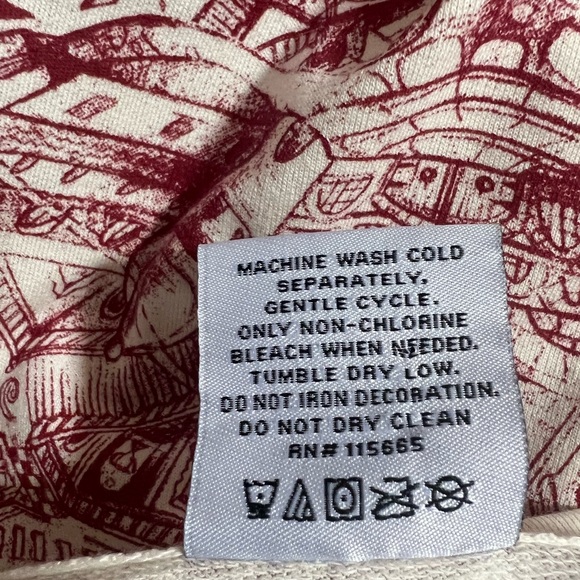 MACHINE WASH COLD
SEPARATELY,
GENTLE CYCLE.
ONLY NON-CHLORINE
BLEACH WHEN NEEDED.
TUMBLE DRY LOW.
DO NOT IRON DECORATION.
DO NOT DRY CLEAN
RN# 115665